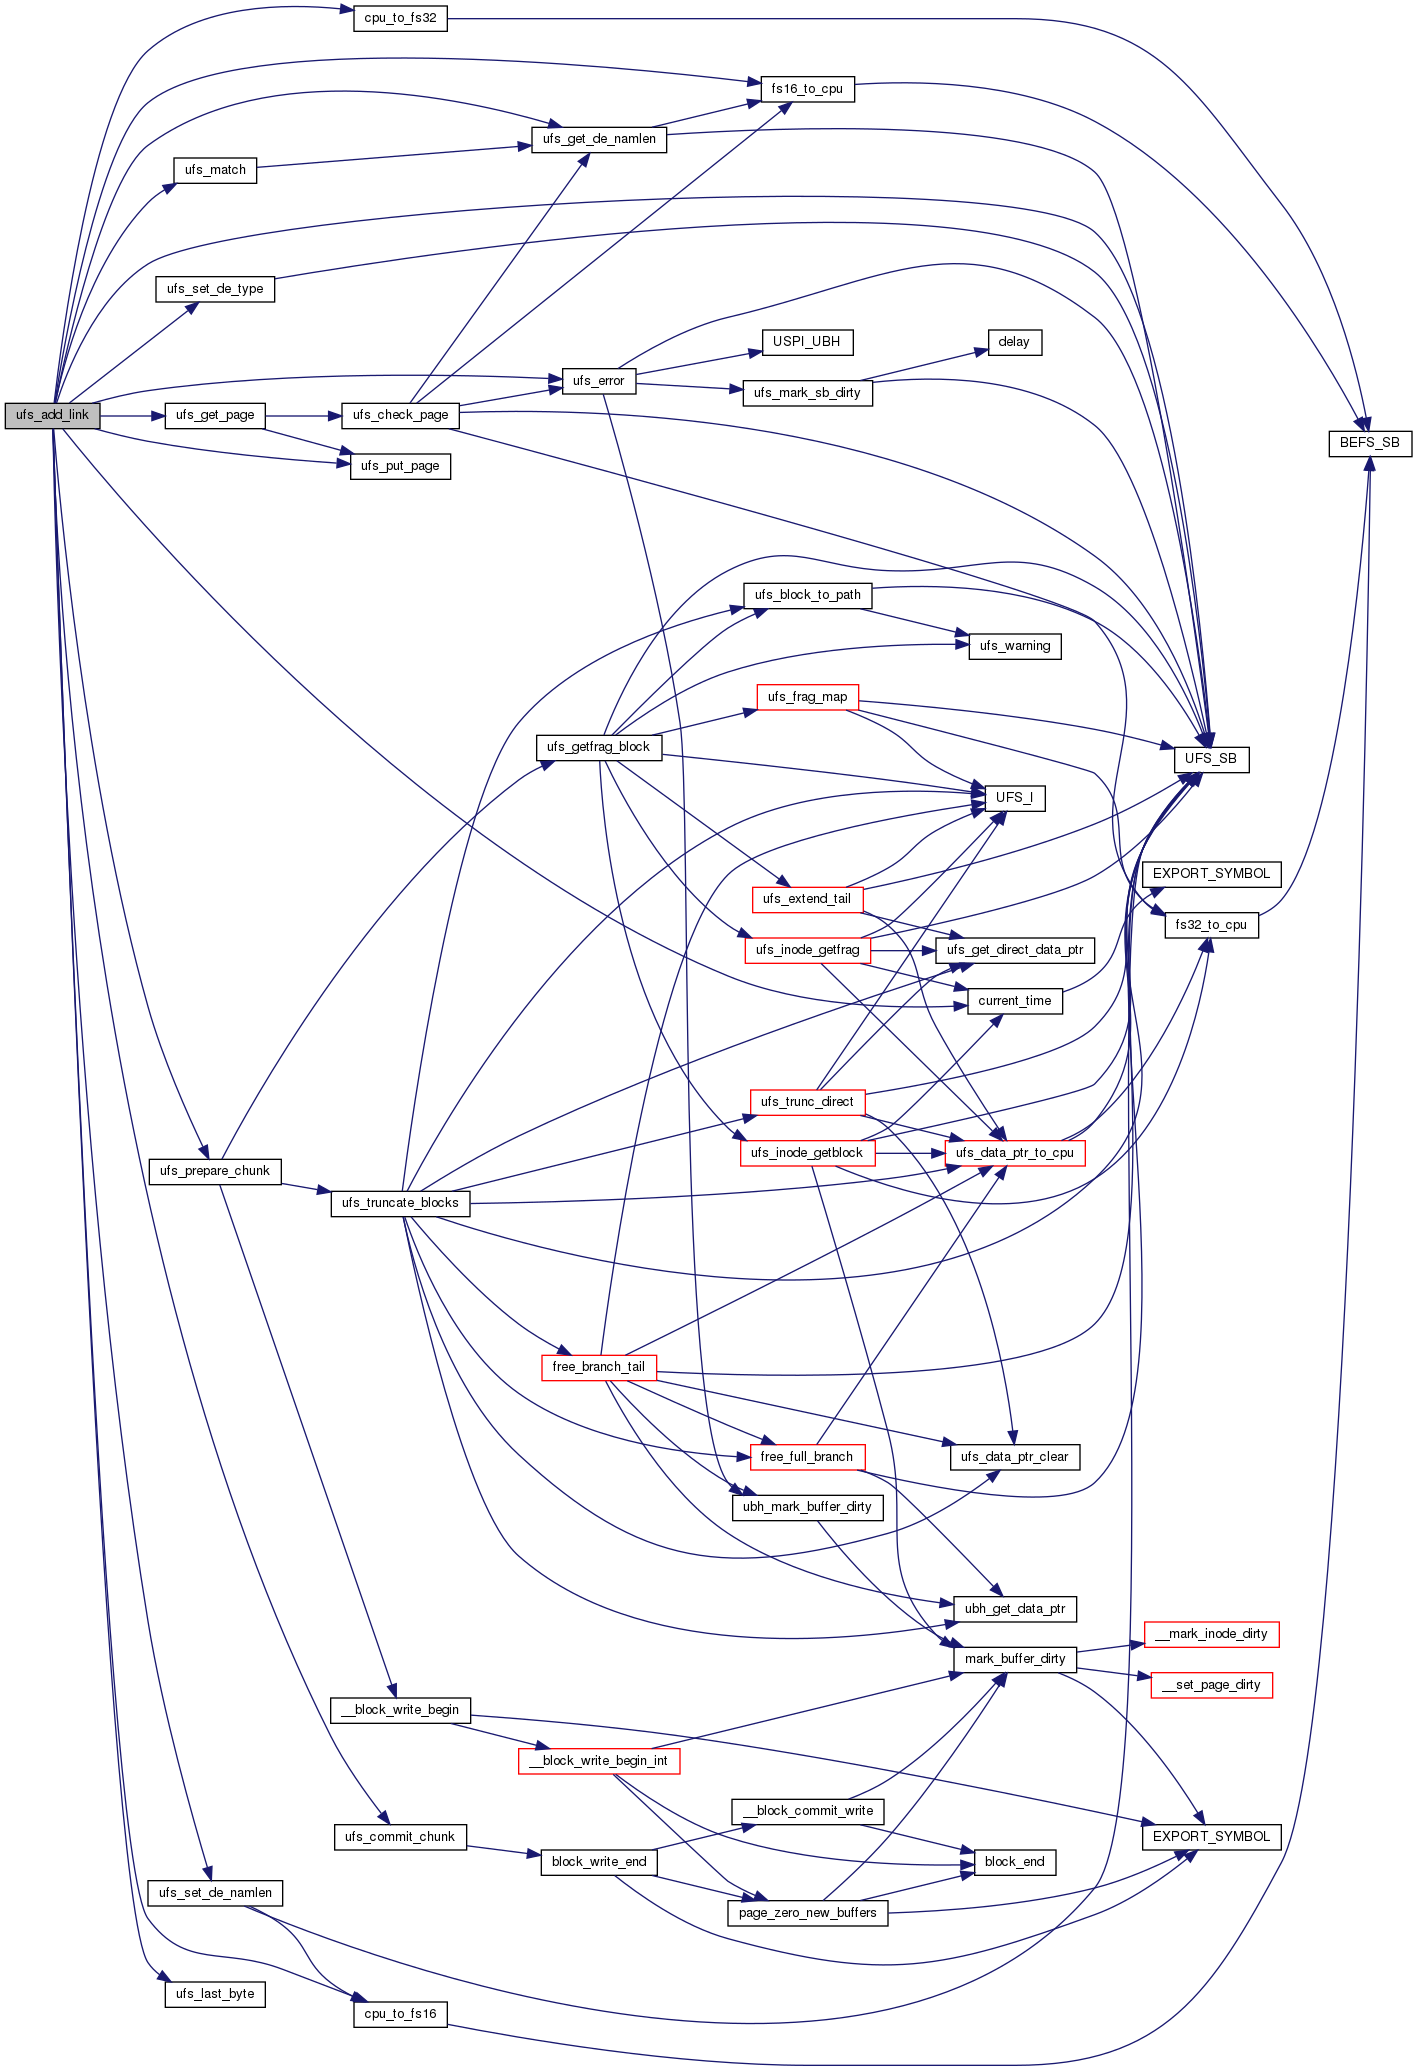 cpu_to_fs32
fs16_to_cpu
ufs_get_de_namlen
ufs_match
ufs_set_de_type
USPI_UBH
delay
ufs_error
ufs_mark_sb_dirty
ufs_add_link
ufs_get_page
ufs_check_page
BEFS_SB
ufs_put_page
ufs_block_to_path
ufs_warning
ufs_frag_map
ufs_getfrag_block
UFS_SB
UFS_I
EXPORT_SYMBOL
ufs_extend_tail
fs32_to_cpu
ufs_inode_getfrag
ufs_get_direct_data_ptr
current_time
ufs_trunc_direct
ufs_inode_getblock
ufs_data_ptr_to_cpu
ufs_prepare_chunk
ufs_truncate_blocks
free_branch_tail
free_full_branch
ufs_data_ptr_clear
ubh_mark_buffer_dirty
ubh_get_data_ptr
__mark_inode_dirty
mark_buffer_dirty
__set_page_dirty
__block_write_begin
__block_write_begin_int
__block_commit_write
ufs_commit_chunk
EXPORT_SYMBOL
block_write_end
block_end
ufs_set_de_namlen
page_zero_new_buffers
ufs_last_byte
cpu_to_fs16